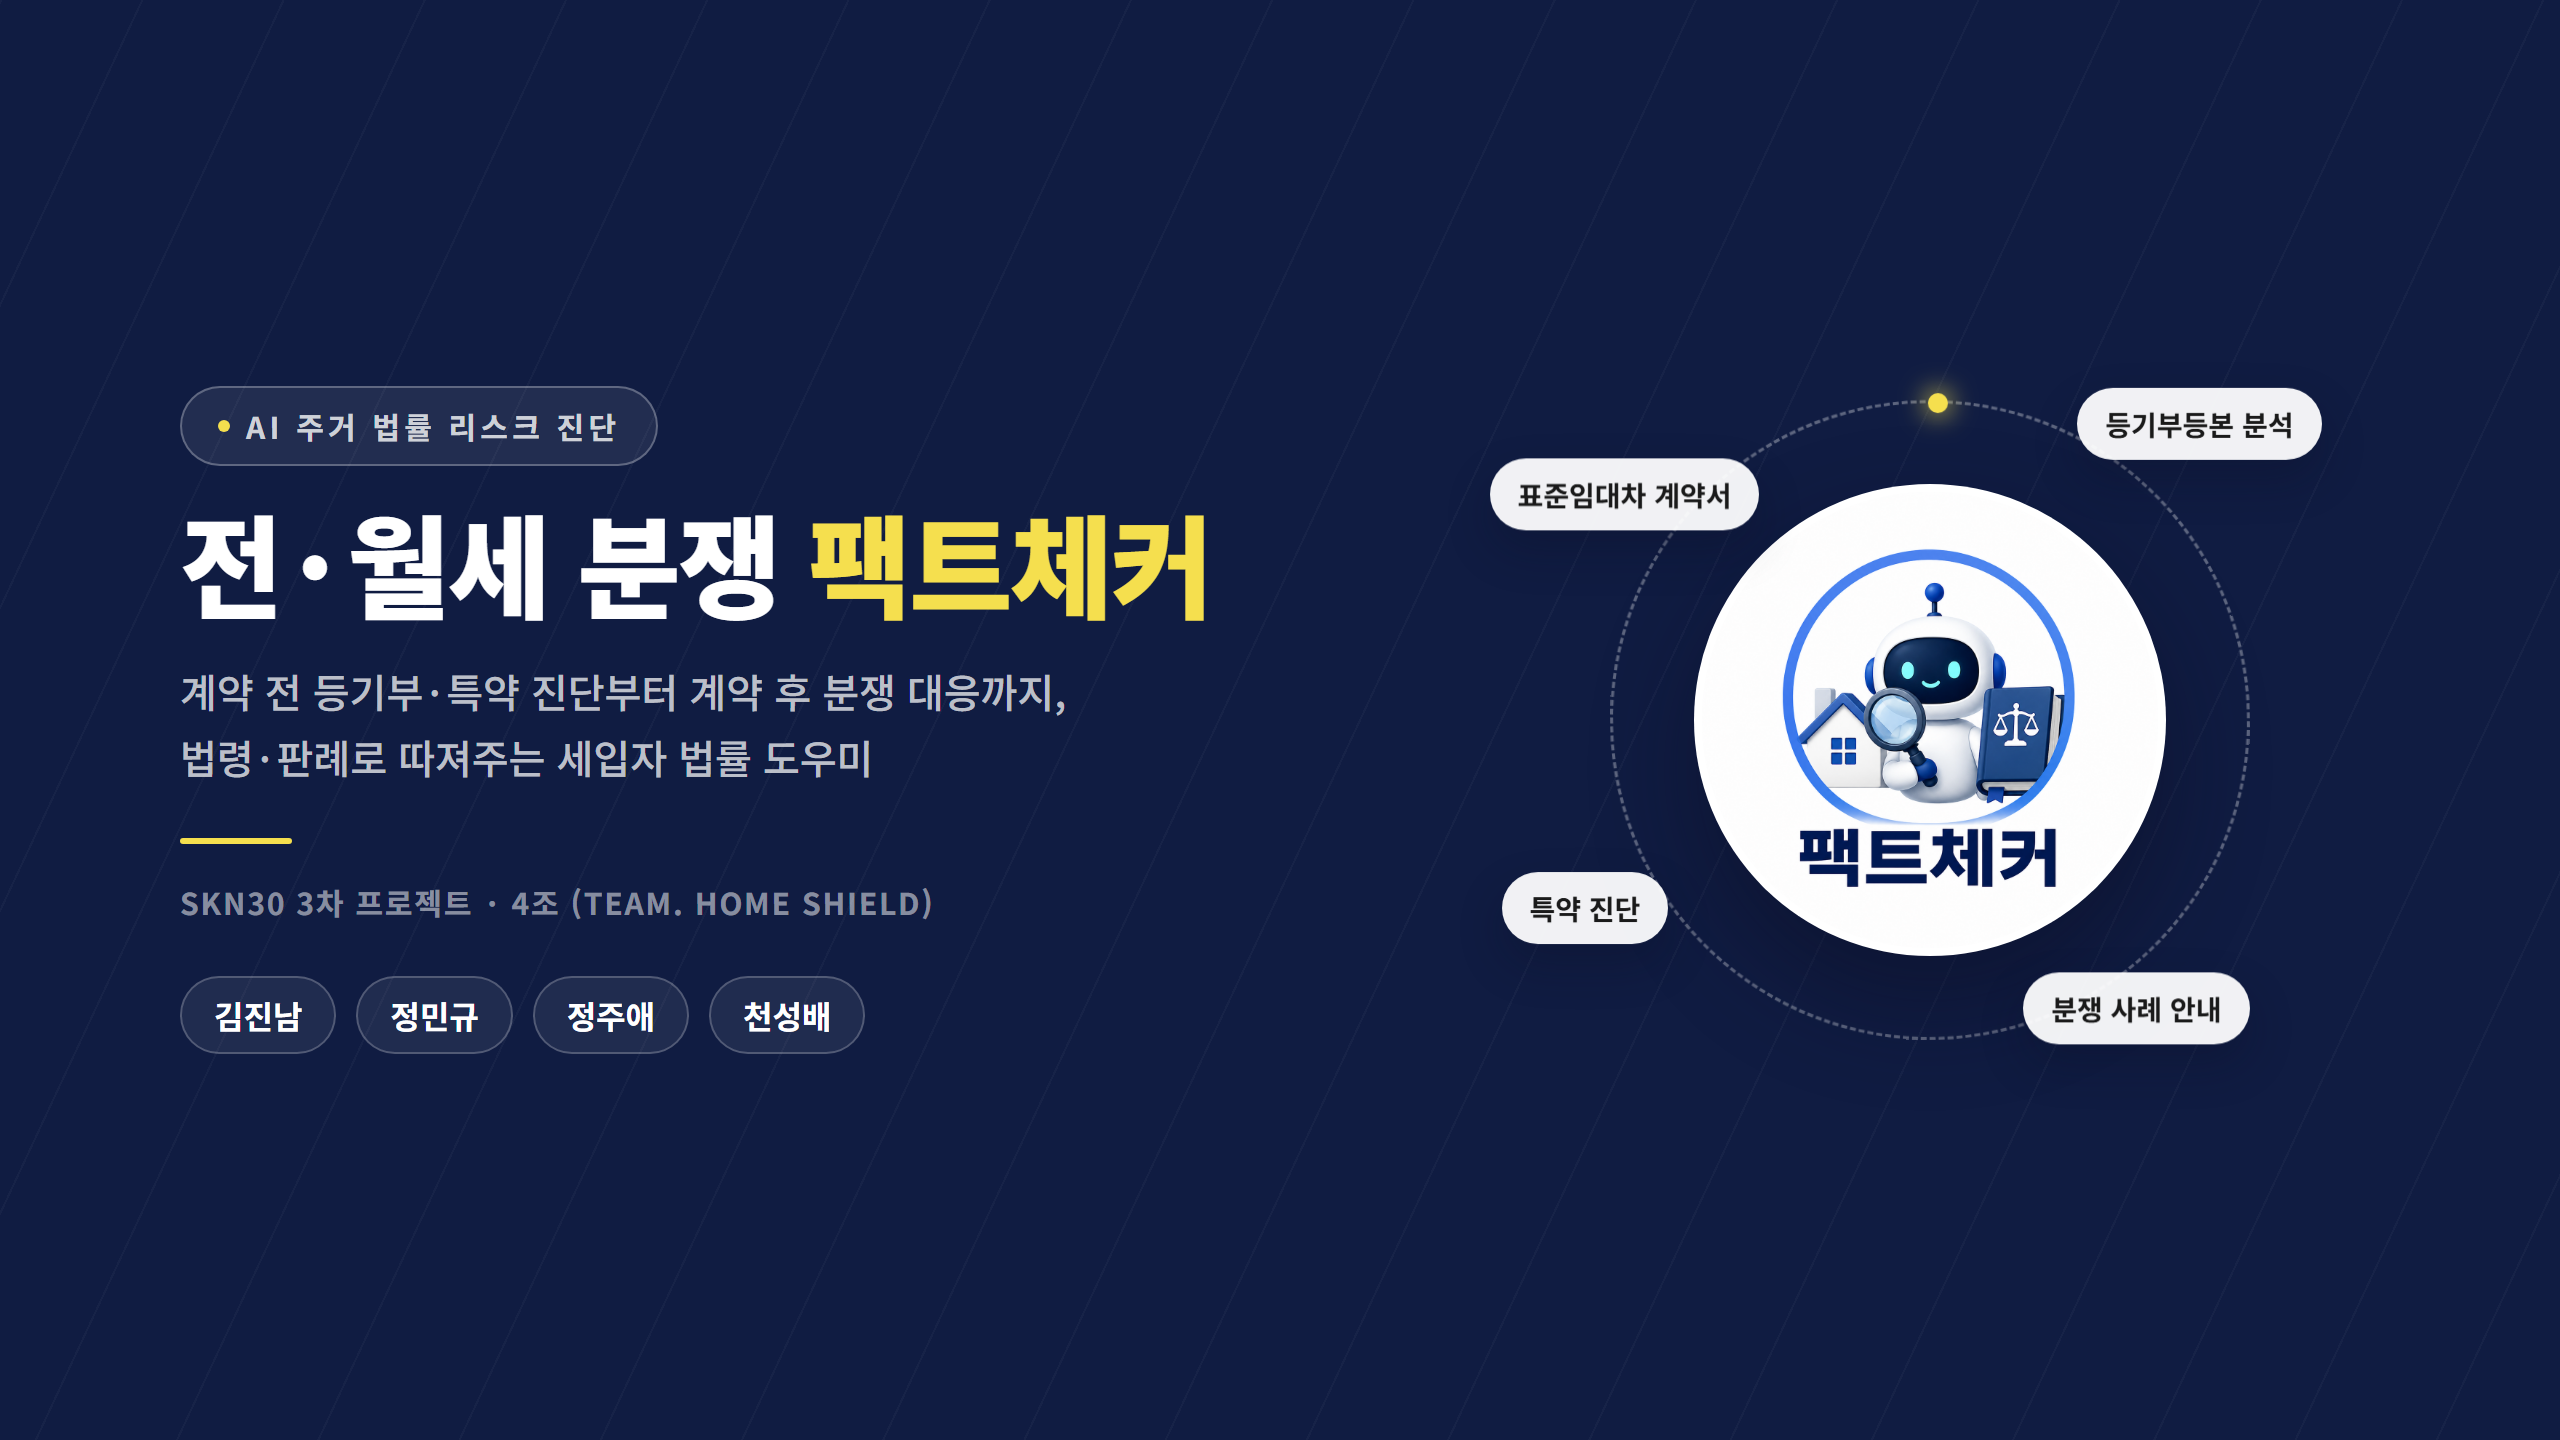 AI 주거 법률 리스크 진단
전·월세 분쟁 팩트체커
계약 전 등기부·특약 진단부터 계약 후 분쟁 대응까지,
법령·판례로 따져주는 세입자 법률 도우미
SKN30 3차 프로젝트 · 4조 (TEAM. HOME SHIELD)
김진남 정민규 정주애 천성배
등기부등본 분석
표준임대차 계약서
팩트체커
특약 진단
분쟁 사례 안내